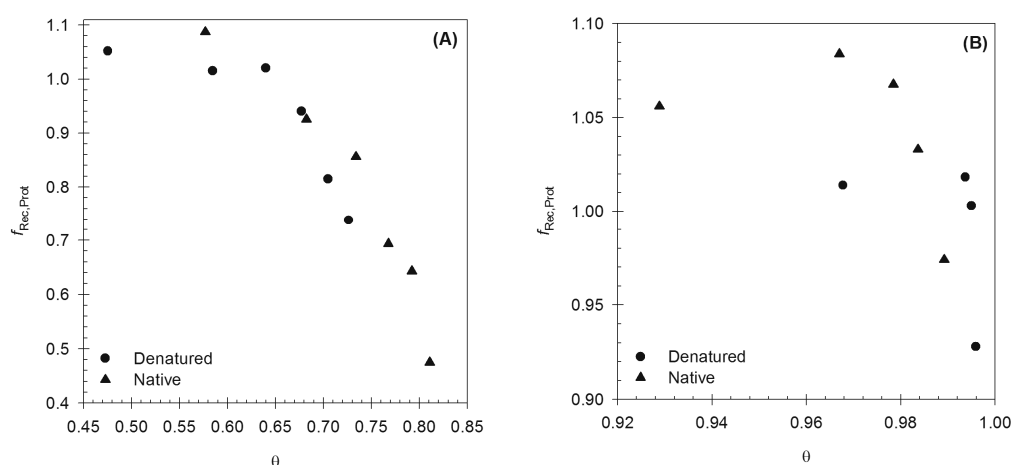 (A)
1.1
1.0
0.9
0.8
0.7
0.6
0.5
0.4
f Rec,Prot
Denatured
Native
0.45 0.50 0.55 0.60 0.65 0.70 0.75 0.80 0.85
θ
(B)
1.10
1.05
1.00
0.95
0.90
f Rec,Prot
Denatured
Native
0.92 0.94 0.96 0.98 1.00
θ